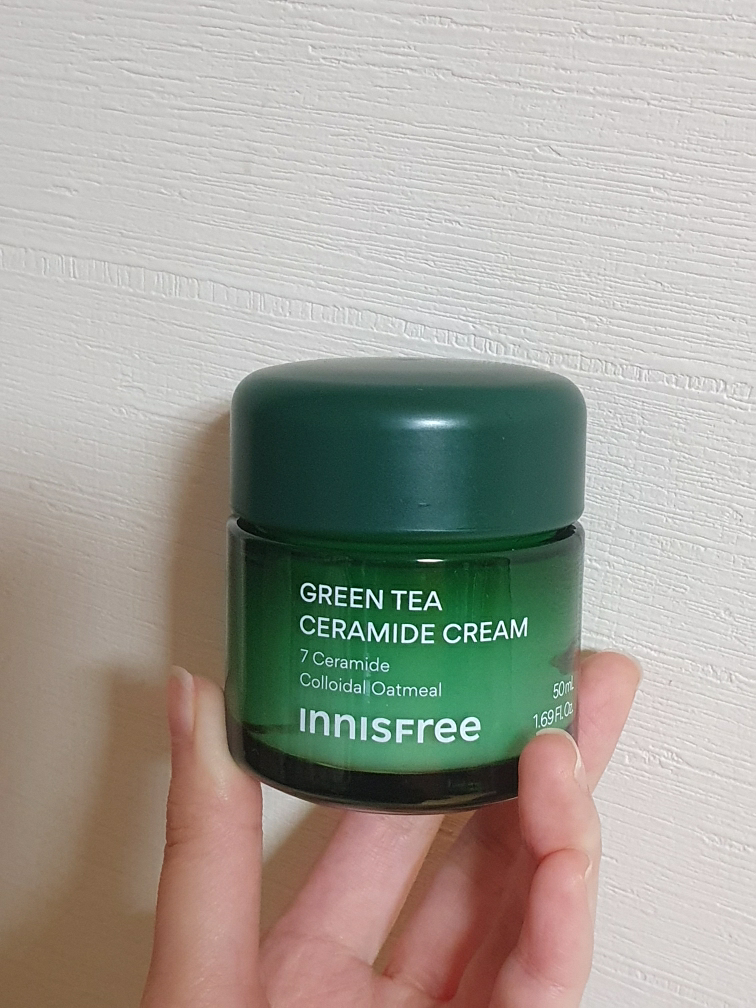 GREEN TEA
CERAMIDE CREAM
7 Ceramide
Colloidal Oatmeal
innisfree
50 mL
1.69 Fl. Oz.